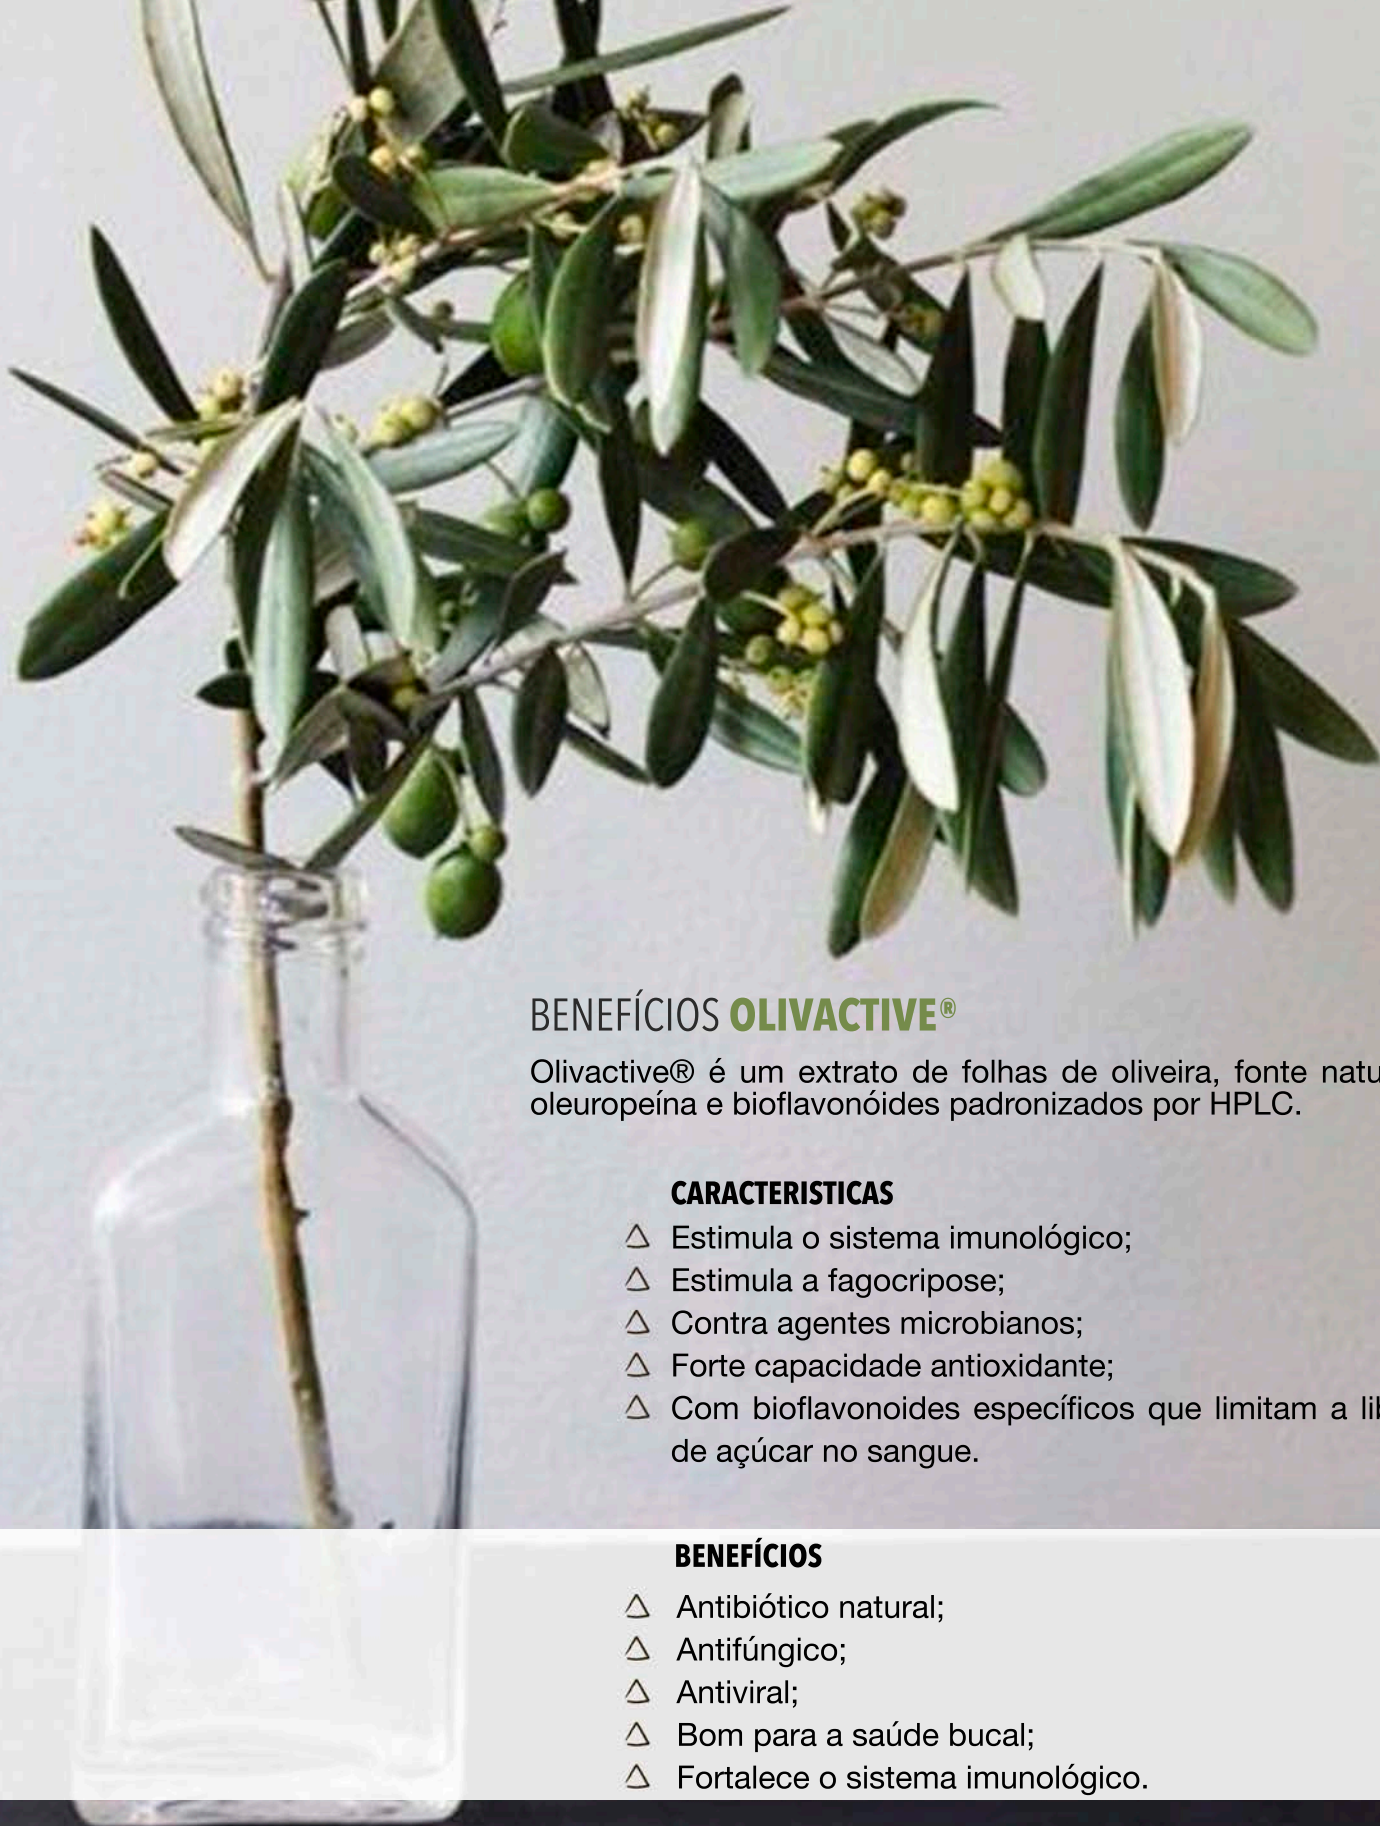 BENEFÍCIOS OLIVACTIVE®
Olivactive® é um extrato de folhas de oliveira, fonte
oleuropeína e bioflavonóides padronizados por HPLC.
CARACTERISTICAS
Estimula o sistema imunológico;
Estimula a fagocripose;
Contra agentes microbianos;
Forte capacidade antioxidante;
Com bioflavonoides específicos que limitam a
de açúcar no sangue.
BENEFÍCIOS
Antibiótico natural;
Antifúngico;
Antiviral;
Bom para a saúde bucal;
Fortalece o sistema imunológico.